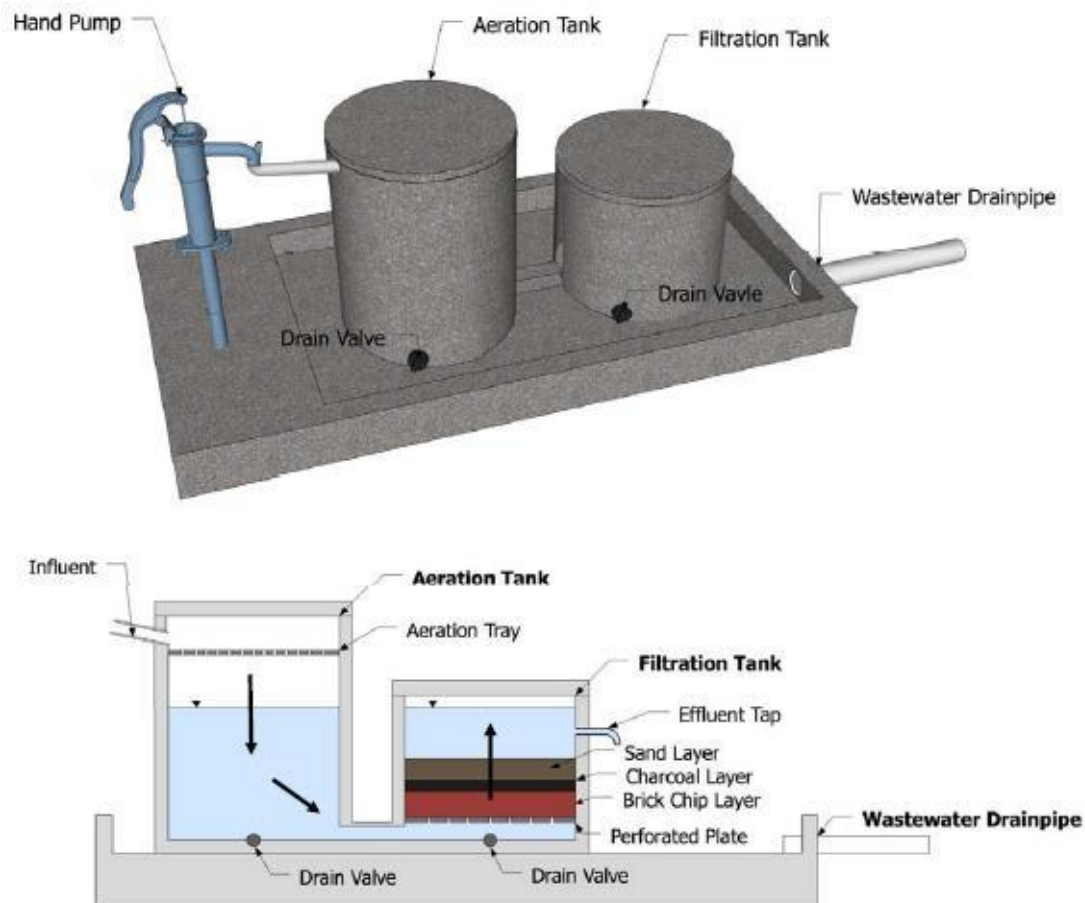 Hand Pump
Aeration Tank
Filtration Tank
Wastewater Drainpipe
Drain Vavle
Drain Valve
Influent
Aeration Tank
Aeration Tray
Filtration Tank
Effluent Tap
Sand Layer
Charcoal Layer
Brick Chip Layer
Perforated Plate
Wastewater Drainpipe
Drain Valve
Drain Valve